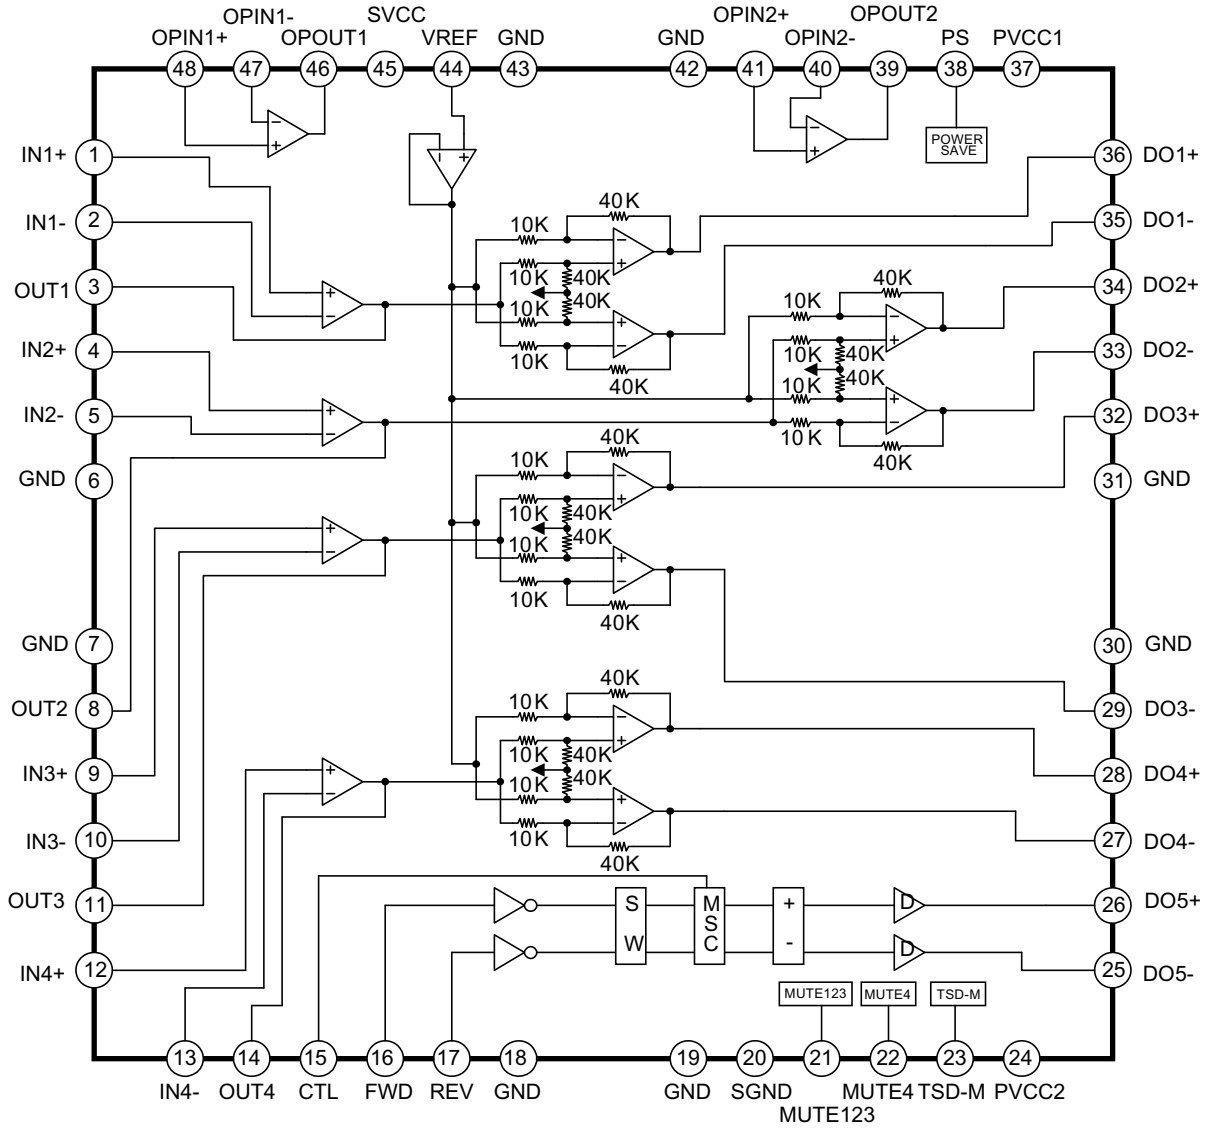 OPIN1- SVCC OPIN2+ OPOUT2
OPIN1+ OPOUT1 VREF GND GND OPIN2- PS PVCC1
48 47 46 45 44 43 42 41 40 39 38 37
- + - +
- +
POWER
SAVE
IN1+ 1
36 DO1+
IN1- 2
35 DO1-
OUT1 3
34 DO2+
IN2+ 4
33 DO2-
IN2- 5
32 DO3+
GND 6
31 GND
GND 7
30 GND
OUT2 8
29 DO3-
IN3+ 9
28 DO4+
IN3- 10
27 DO4-
OUT3 11
26 DO5+
IN4+ 12
25 DO5-
+ -
+ -
+ -
+ -
40K
10K
- +
10K 40K
10K 40K
+ -
10K
40K
40K
10K
- +
10K 40K
10K 40K
+ -
10K
40K
40K
10K
- +
10K 40K
10K 40K
+ -
10K
40K
40K
10K
- +
10K 40K
10K 40K
+ -
10K
40K
S
W
M
S
C
+
-
D
D
MUTE123 MUTE4 TSD-M
13 14 15 16 17 18 19 20 21 22 23 24
IN4- OUT4 CTL FWD REV GND GND SGND MUTE4 TSD-M PVCC2
MUTE123